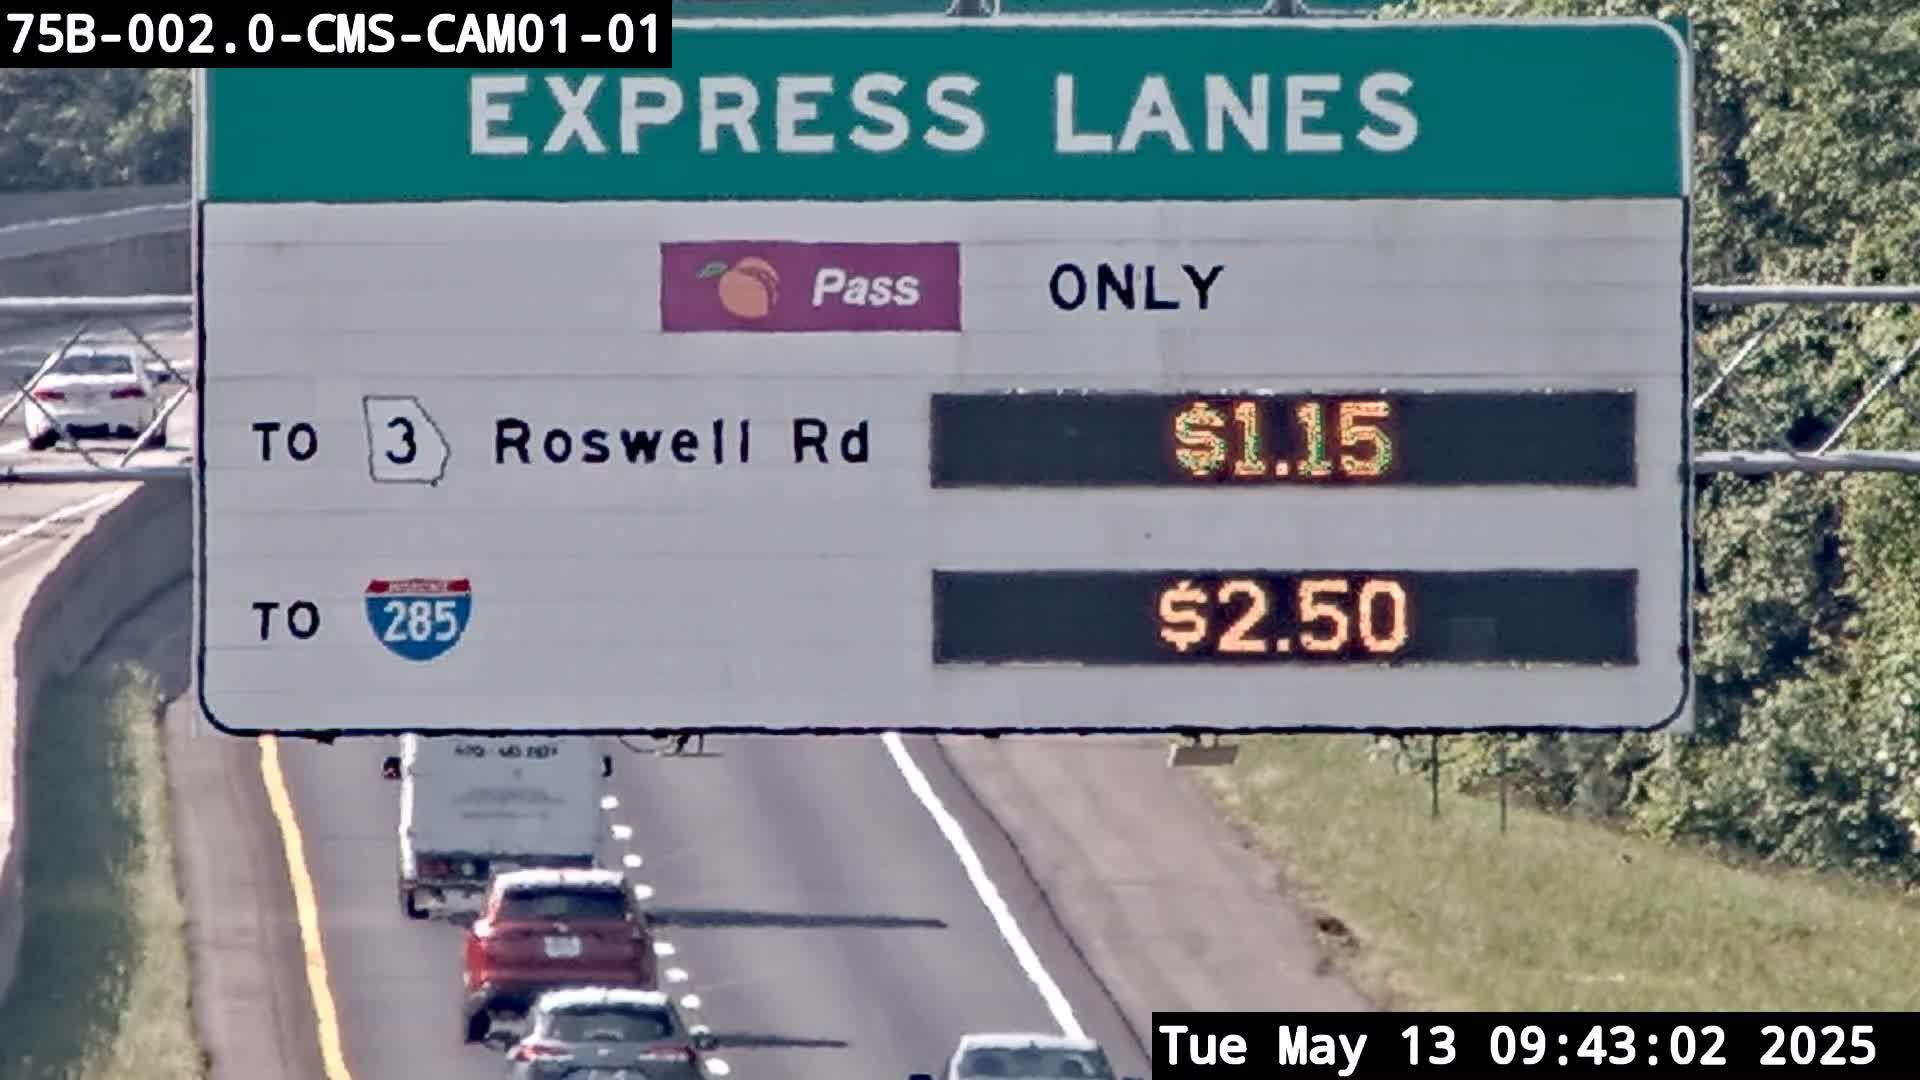 75B-002.0-CMS-CAM01-01
EXPRESS LANES
Pass ONLY
TO 3 Roswell Rd $1.15
TO 285 $2.50
Tue May 13 09:43:02 2025